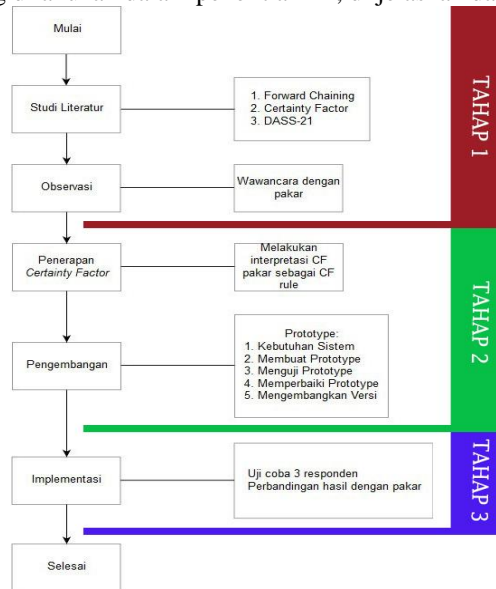 Mulai
Studi Literatur
1. Forward Chaining
2. Certainty Factor
3. DASS-21
Observasi
Wawancara dengan
pakar
TAHAP 1
Penerapan
Certainty Factor
Melakukan
interpretasi CF
pakar sebagai CF
rule
Pengembangan
Prototype:
1. Kebutuhan Sistem
2. Membuat Prototype
3. Menguji Prototype
4. Memperbaiki Prototype
5. Mengembangkan Versi
TAHAP 2
Implementasi
Uji coba 3 responden
Perbandingan hasil dengan pakar
TAHAP 3
Selesai